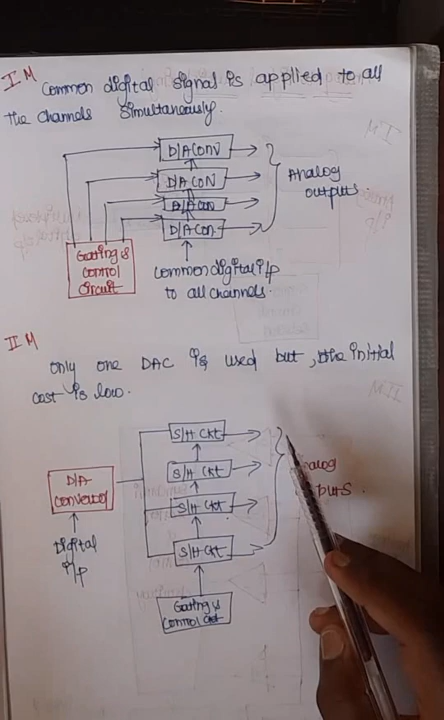 I M Common digital signal is applied to all
the channels simultaneously.
D/A CONV
D/A CON
D/A CON
D/A CON
Analog
outputs.
Gating &
control
circuit
Common digital i/p
to all channels.
II M
Only one DAC is used but, the initial
cost is low.
S/H Ckt
S/H Ckt
S/H Ckt
S/H Ckt
D/A
Converter
Digital
i/p
nalog
puts.
Gating &
control ckt